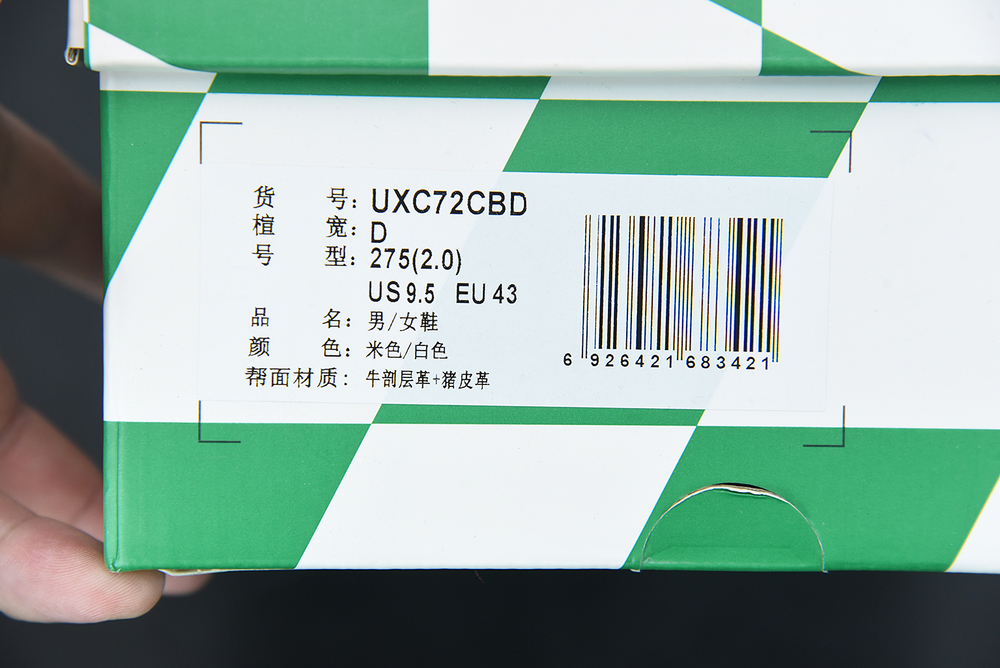 货 号: UXC72CBD
楦 宽: D
号 型: 275(2.0)
US 9.5 EU 43
品 名: 男/女鞋
颜 色: 米色/白色
帮面材质: 牛剖层革+猪皮革
6 926421 683421